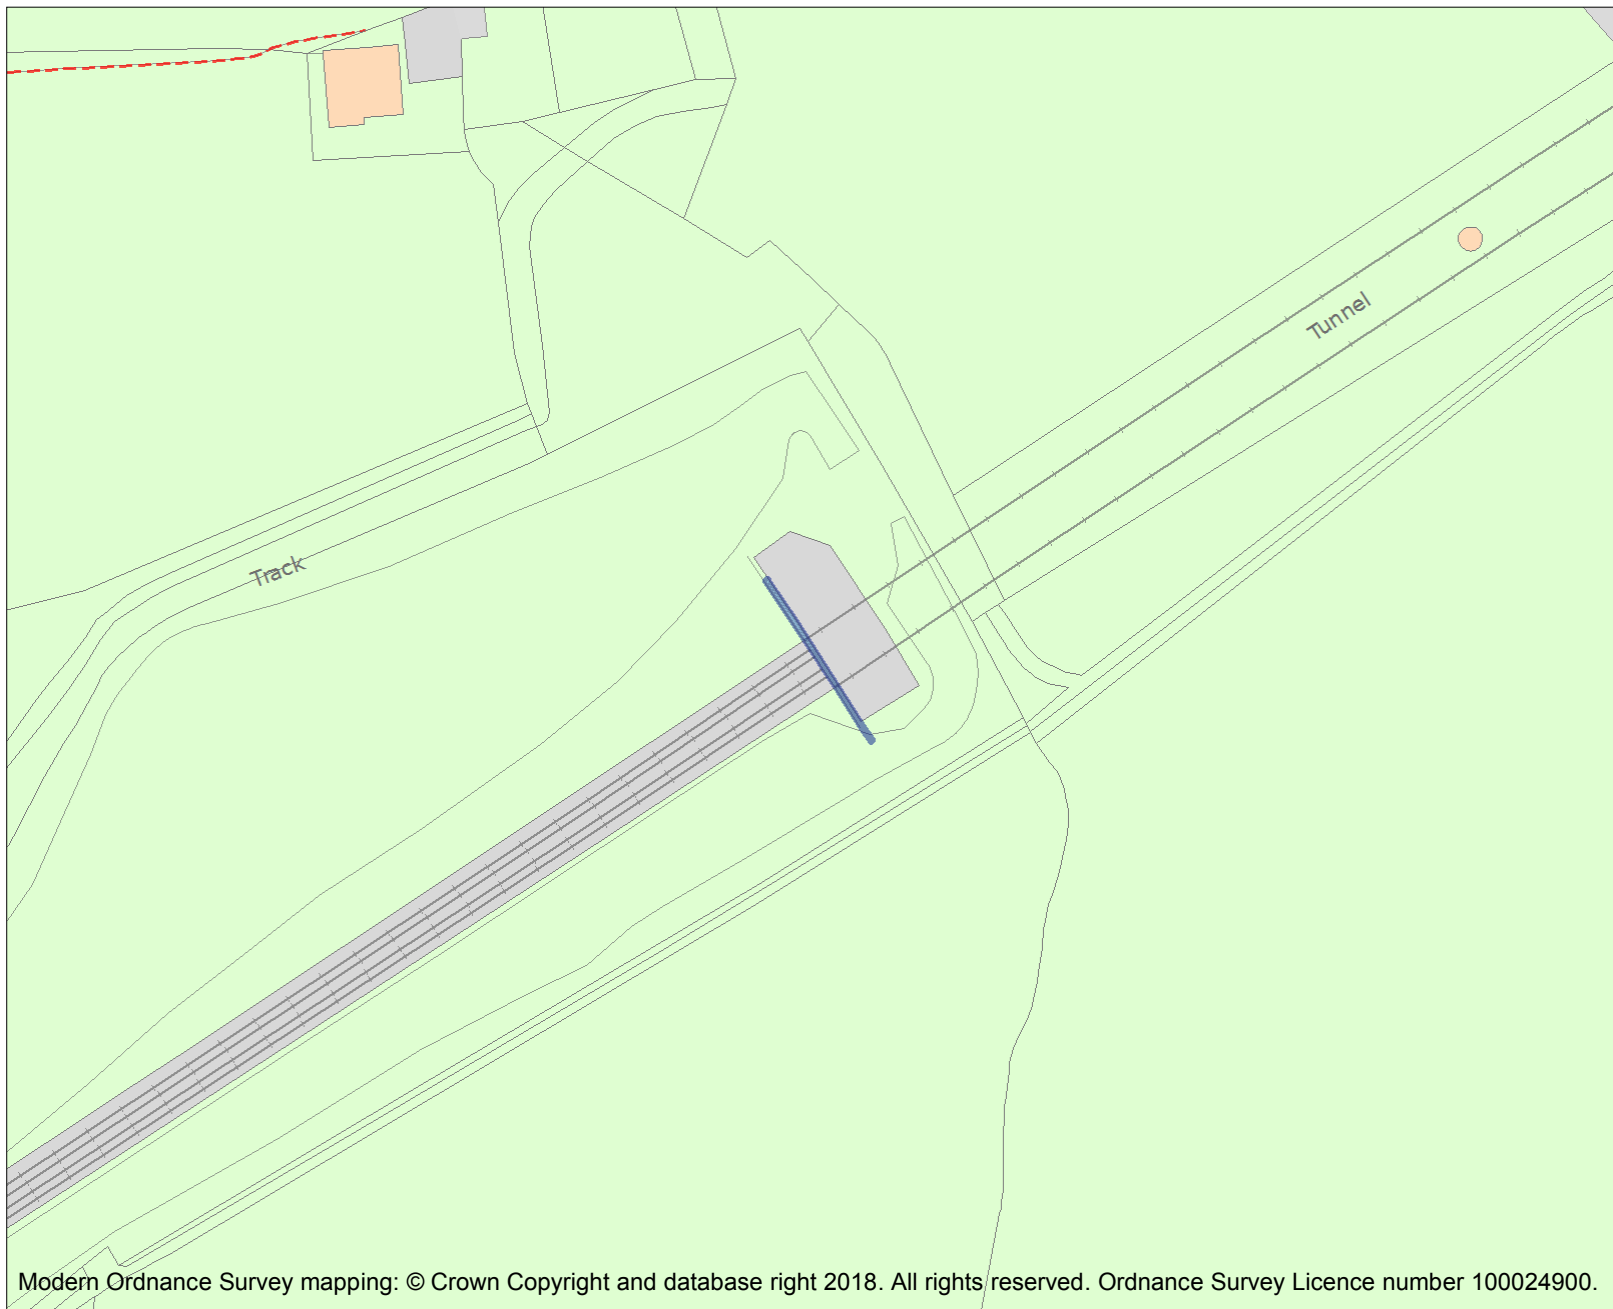 Tunnel
Track
Modern Ordnance Survey mapping: © Crown Copyright and database right 2018. All rights reserved. Ordnance Survey Licence number 100024900.